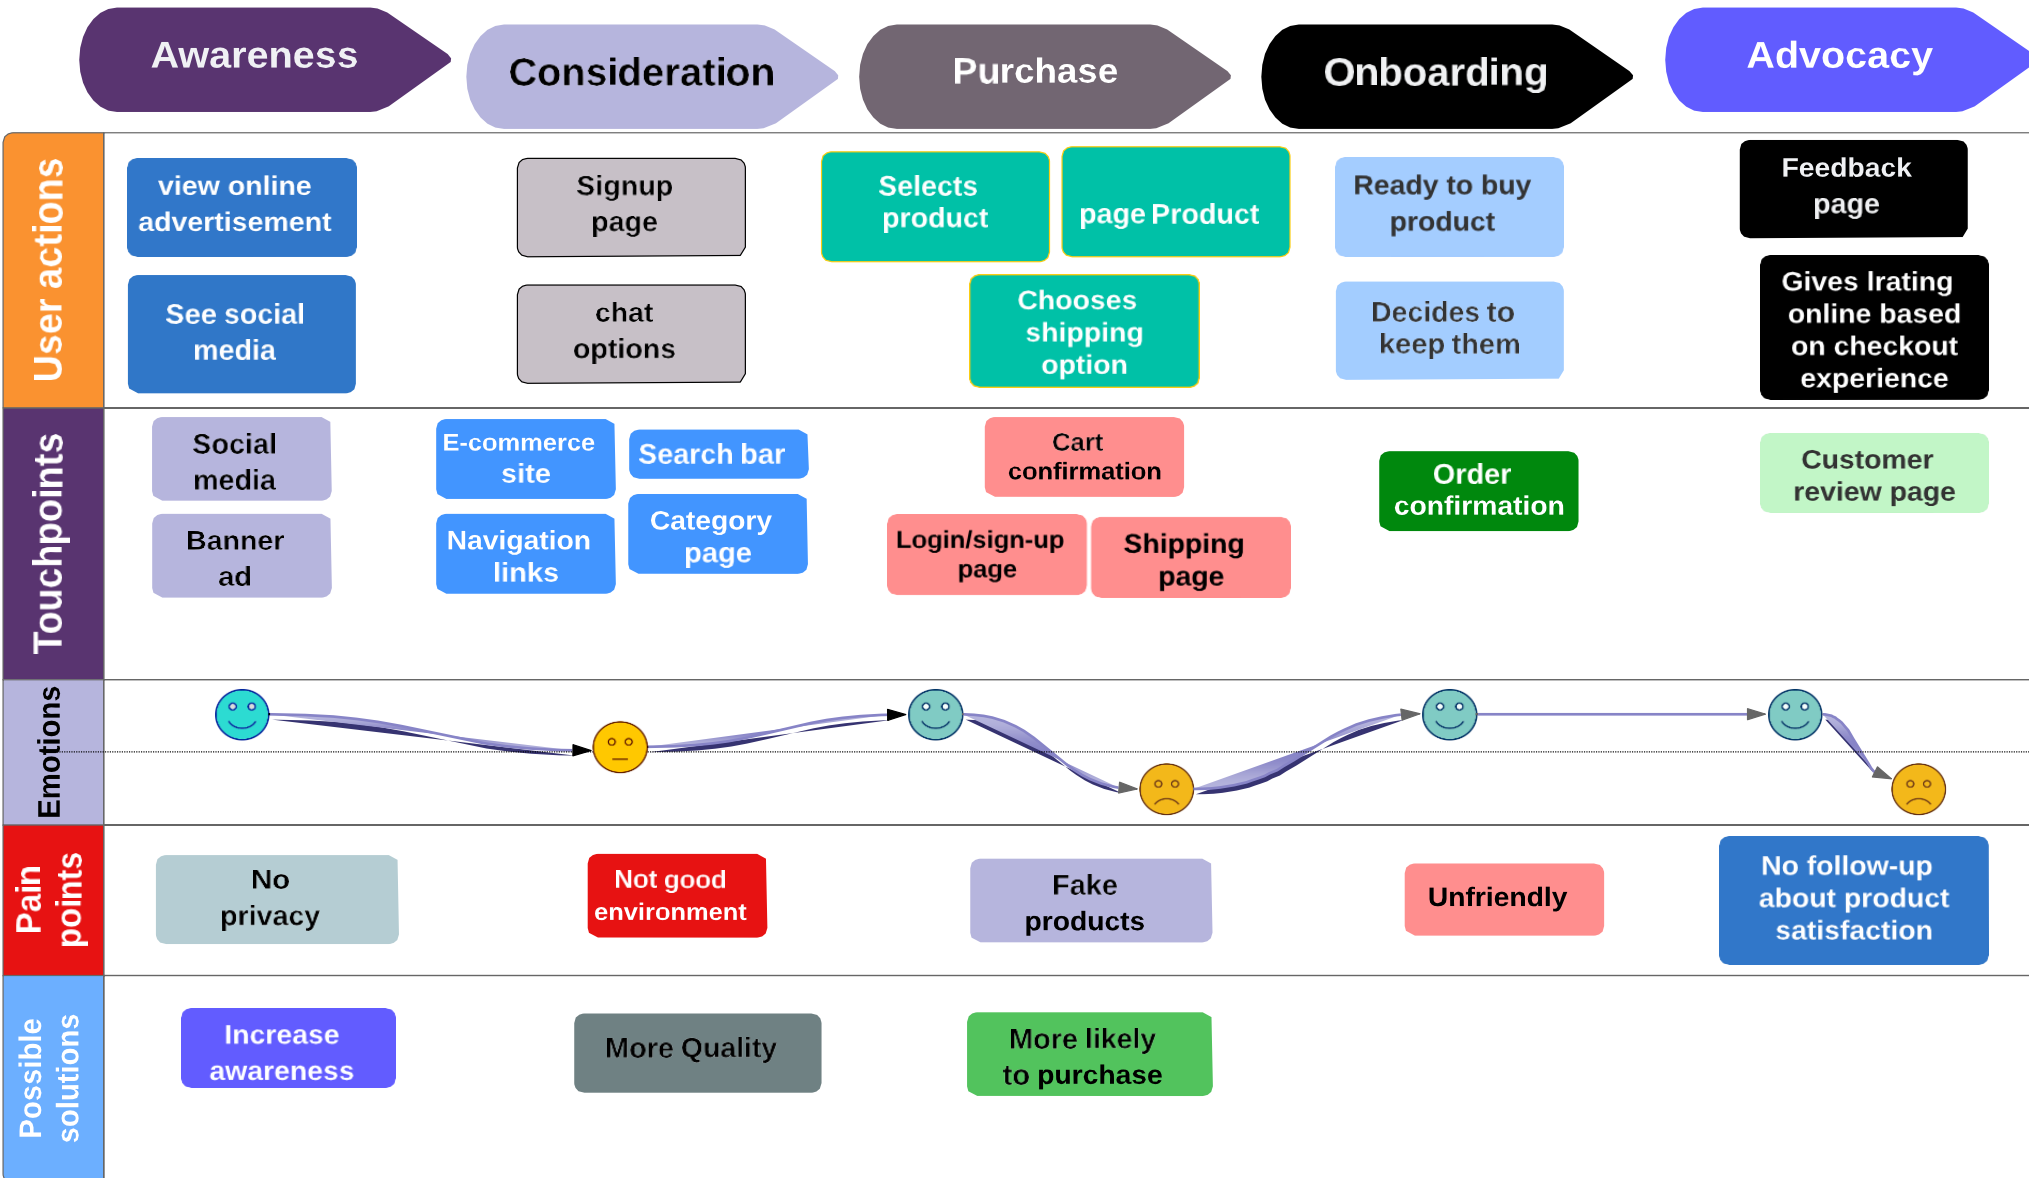 Awareness
Consideration
Purchase
Onboarding
Advocacy
User actions
view online
advertisement
See social
media
Signup
page
chat
options
Selects
product
page Product
Chooses
shipping
option
Ready to buy
product
Decides to
keep them
Feedback
page
Gives lrating
online based
on checkout
experience
Touchpoints
Social
media
Banner
ad
E-commerce
site
Search bar
Navigation
links
Category
page
Cart
confirmation
Login/sign-up
page
Shipping
page
Order
confirmation
Customer
review page
Emotions
Pain
points
No
privacy
Not good
environment
Fake
products
Unfriendly
No follow-up
about product
satisfaction
Possible
solutions
Increase
awareness
More Quality
More likely
to purchase